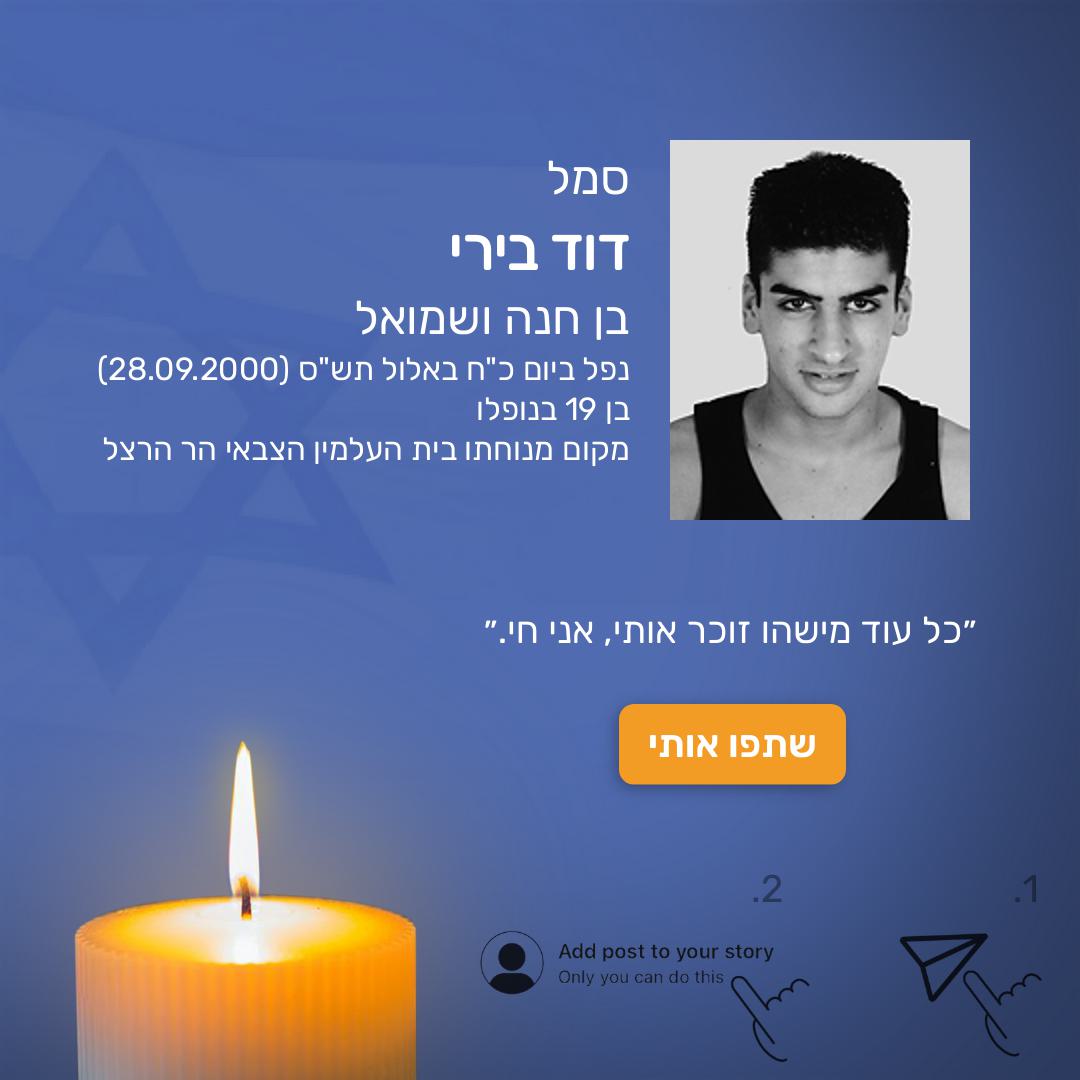 סמל
דוד בירי
בן חנה ושמואל
נפל ביום כ"ח באלול תש"ס (28.09.2000)
בן 19 בנופלו
מקום מנוחתו בית העלמין הצבאי הר הרצל
״כל עוד מישהו זוכר אותי, אני חי.״
שתפו אותי
.1
.2
Add post to your story
Only you can do this